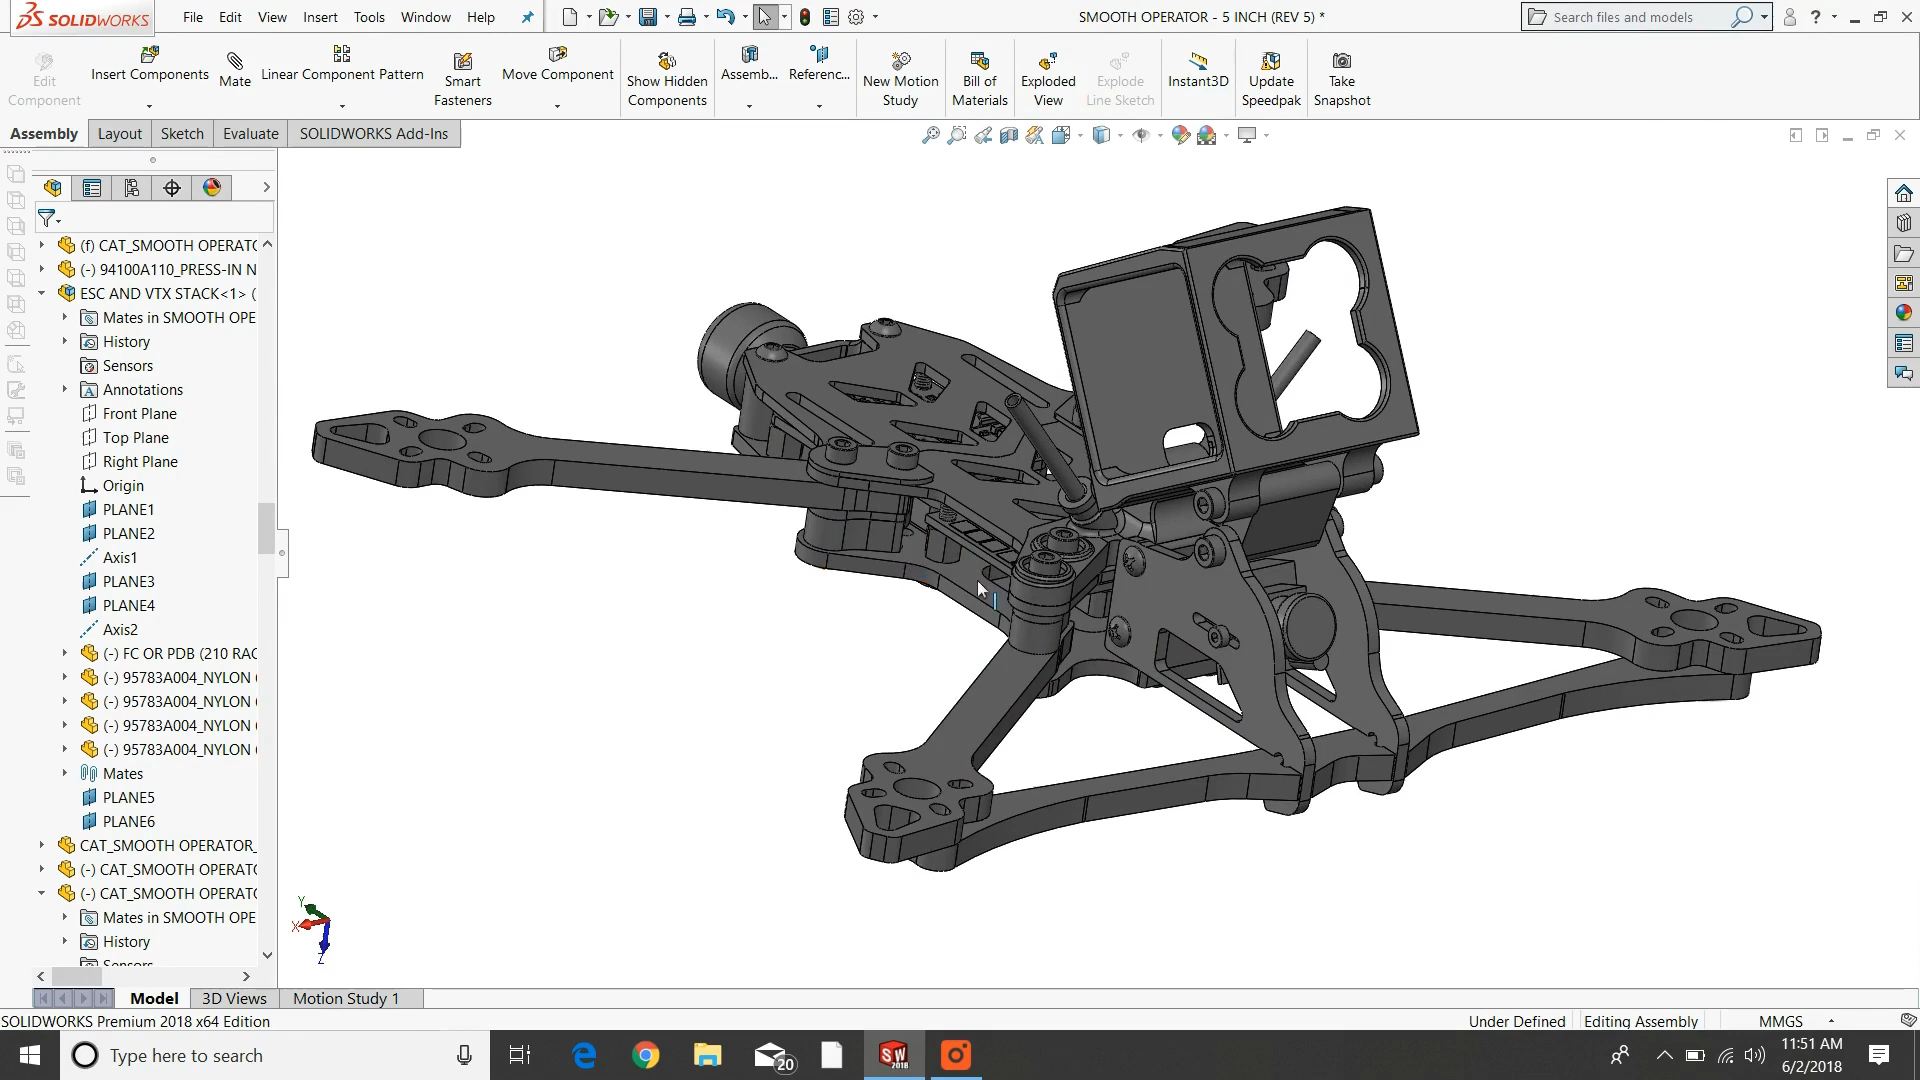 SOLIDWORKS
File Edit View Insert Tools Window Help
SMOOTH OPERATOR - 5 INCH (REV 5) *
Search files and models
Edit Component
Insert Components
Mate
Linear Component Pattern
Smart Fasteners
Move Component
Show Hidden Components
Assemb...
Referenc...
New Motion Study
Bill of Materials
Exploded View
Explode Line Sketch
Instant3D
Update Speedpak
Take Snapshot
Assembly Layout Sketch Evaluate SOLIDWORKS Add-Ins
(f) CAT_SMOOTH OPERATO
(-) 94100A110_PRESS-IN N
ESC AND VTX STACK<1> (
Mates in SMOOTH OPE
History
Sensors
Annotations
Front Plane
Top Plane
Right Plane
Origin
PLANE1
PLANE2
Axis1
PLANE3
PLANE4
Axis2
(-) FC OR PDB (210 RAC
(-) 95783A004_NYLON
(-) 95783A004_NYLON
(-) 95783A004_NYLON
(-) 95783A004_NYLON
Mates
PLANE5
PLANE6
CAT_SMOOTH OPERATOR_
(-) CAT_SMOOTH OPERATO
(-) CAT_SMOOTH OPERATO
Mates in SMOOTH OPE
History
Sensors
Y
X
Z
Model 3D Views Motion Study 1
SOLIDWORKS Premium 2018 x64 Edition
Under Defined Editing Assembly MMGS
Type here to search
20
SW 2018
11:51 AM
6/2/2018